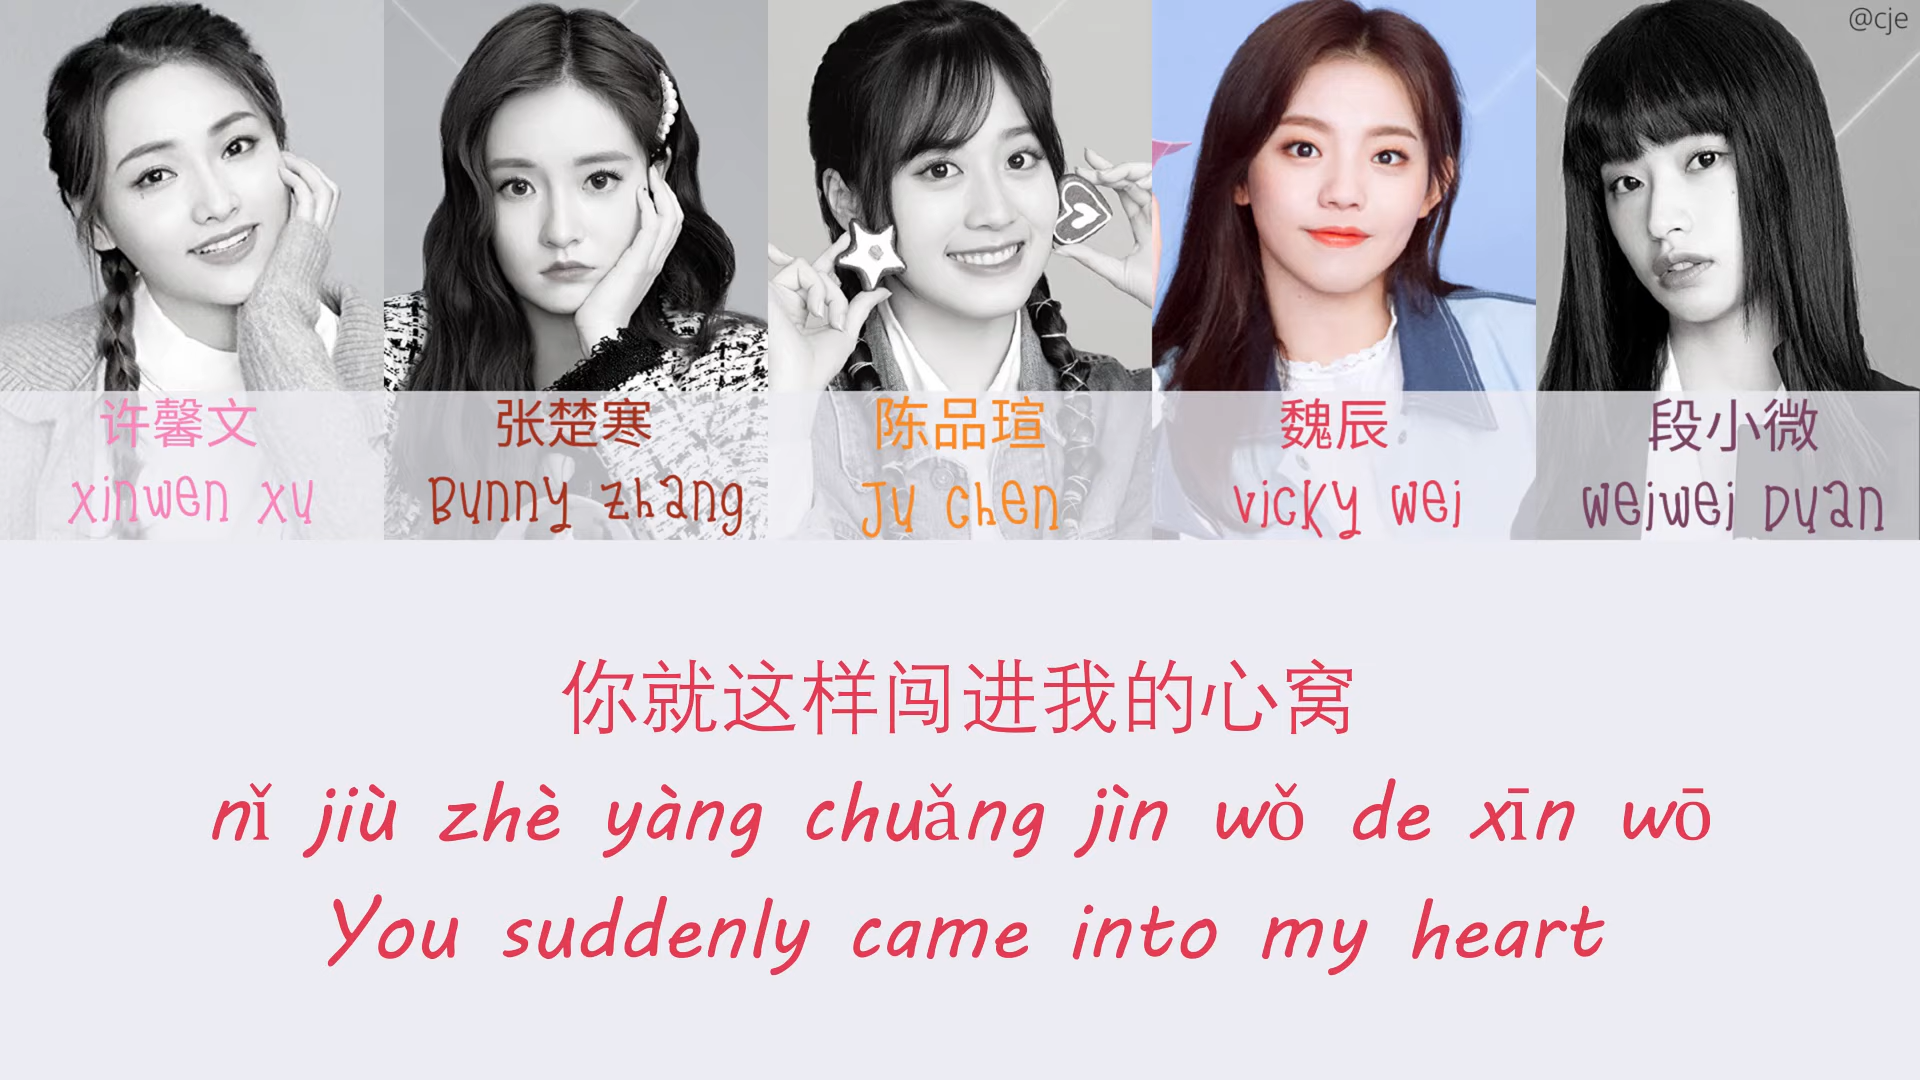 @cje
许馨文
xinwen xu
张楚寒
Bunny zhang
陈品瑄
Ju chen
魏辰
vicky wei
段小微
weiwei Duan
你就这样闯进我的心窝
nǐ jiù zhè yàng chuǎng jìn wǒ de xīn wō
You suddenly came into my heart